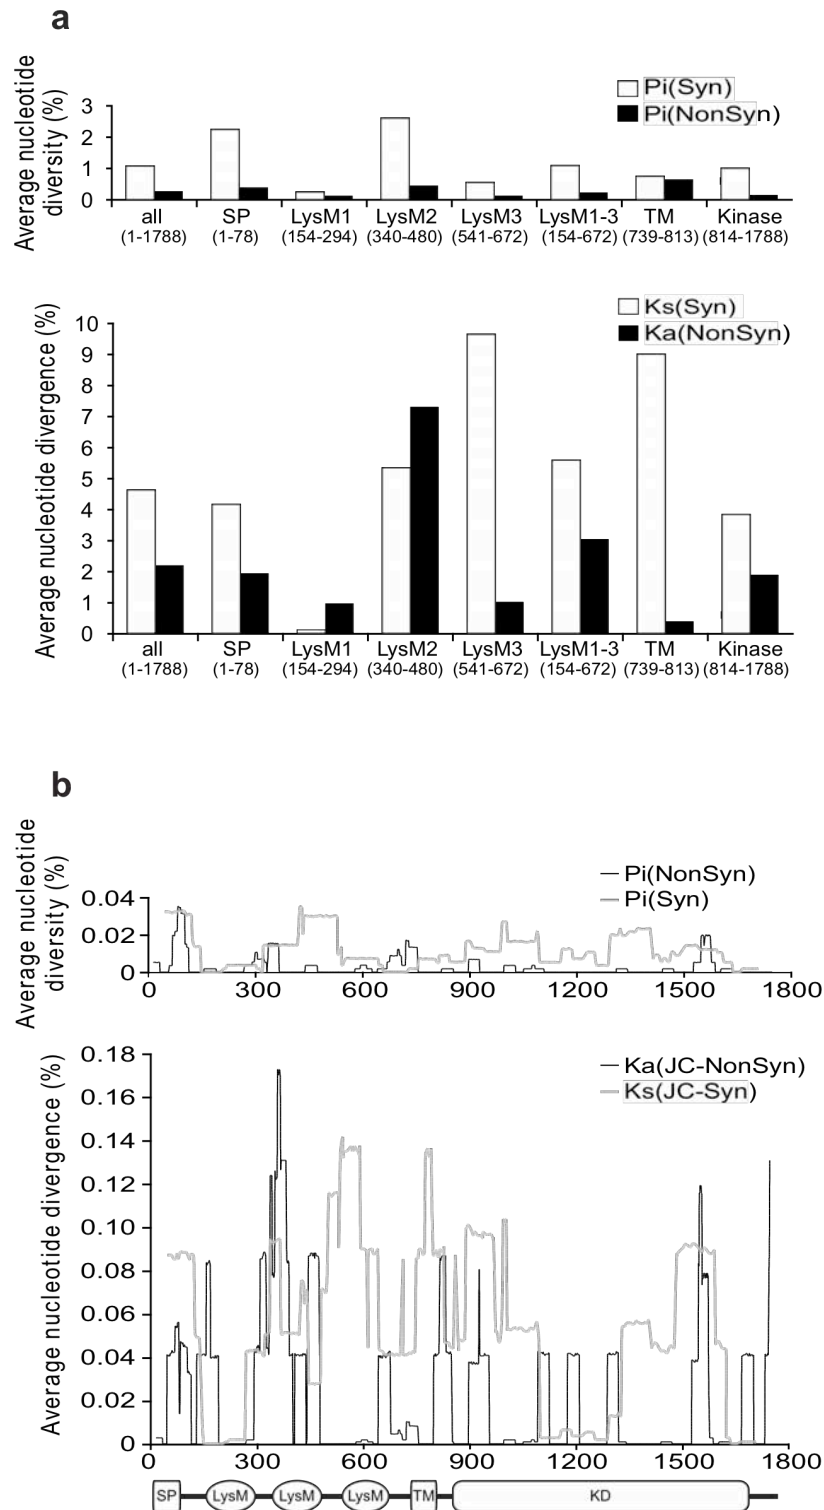 a
Average nucleotide
diversity (%)
Pi(Syn)
Pi(NonSyn)
3
2
1
0
all SP LysM1 LysM2 LysM3 LysM1-3 TM Kinase
(1-1788) (1-78) (154-294) (340-480) (541-672) (154-672) (739-813) (814-1788)
Average nucleotide divergence (%)
Ks(Syn)
Ka(NonSyn)
10
9
8
7
6
5
4
3
2
1
0
all SP LysM1 LysM2 LysM3 LysM1-3 TM Kinase
(1-1788) (1-78) (154-294) (340-480) (541-672) (154-672) (739-813) (814-1788)
b
Average nucleotide
diversity (%)
Pi(NonSyn)
Pi(Syn)
0.04
0.02
0
0 300 600 900 1200 1500 1800
Average nucleotide divergence (%)
Ka(JC-NonSyn)
Ks(JC-Syn)
0.18
0.16
0.14
0.12
0.10
0.08
0.06
0.04
0.02
0
0 300 600 900 1200 1500 1800
SP LysM LysM LysM TM KD